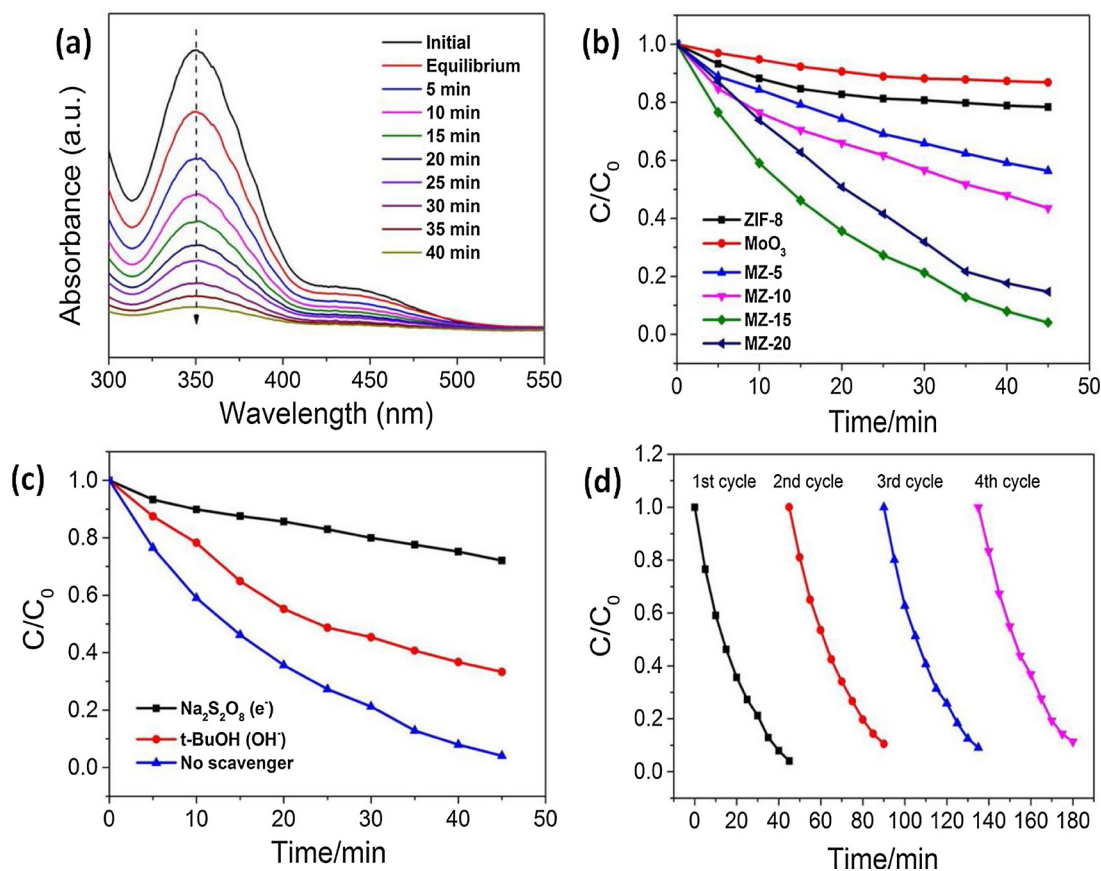 (a)
Initial
Equilibrium
5 min
10 min
15 min
20 min
25 min
30 min
35 min
40 min
Absorbance (a.u.)
300 350 400 450 500 550
Wavelength (nm)
(b)
1.0
0.8
0.6
0.4
0.2
0.0
C/C₀
ZIF-8
MoO₃
MZ-5
MZ-10
MZ-15
MZ-20
0 10 20 30 40 50
Time/min
(c)
1.0
0.8
0.6
0.4
0.2
0.0
C/C₀
Na₂S₂O₈ (e⁻)
t-BuOH (OH⁻)
No scavenger
0 10 20 30 40 50
Time/min
(d)
1.2
1.0
0.8
0.6
0.4
0.2
0.0
C/C₀
1st cycle 2nd cycle 3rd cycle 4th cycle
0 20 40 60 80 100 120 140 160 180
Time/min